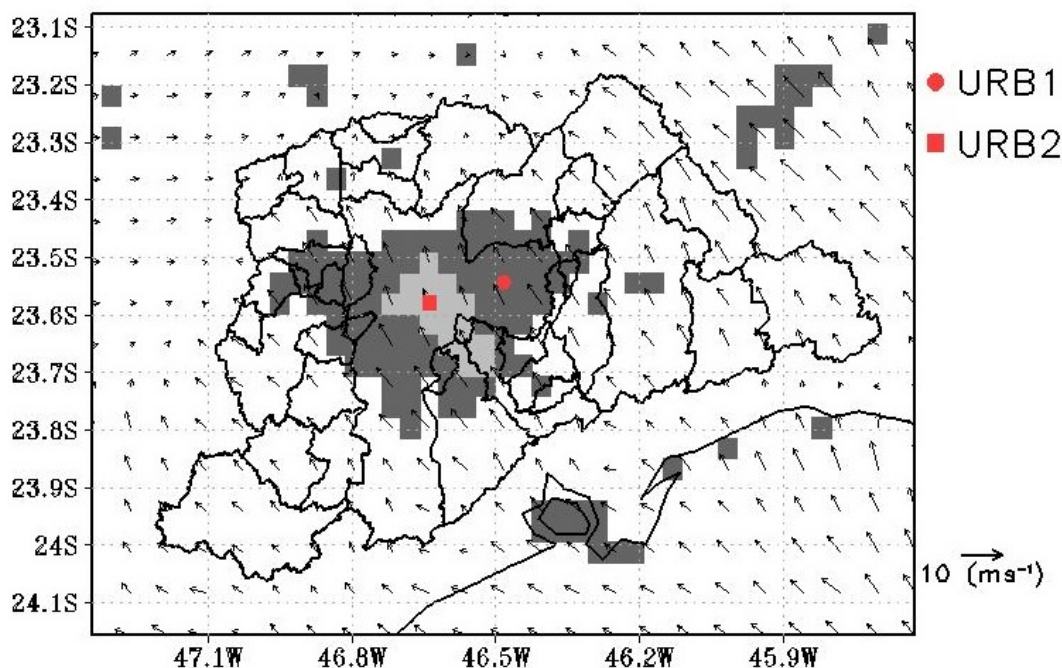 23.1S
23.2S
23.3S
23.4S
23.5S
23.6S
23.7S
23.8S
23.9S
24S
24.1S
47.1W 46.8W 46.5W 46.2W 45.9W
URB1
URB2
10 (ms⁻¹)